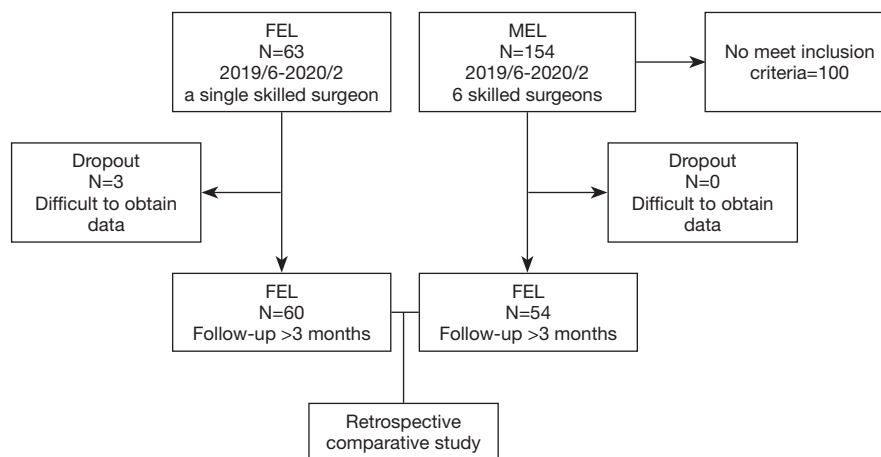 FEL
N=63
2019/6-2020/2
a single skilled surgeon
MEL
N=154
2019/6-2020/2
6 skilled surgeons
No meet inclusion
criteria=100
Dropout
N=3
Difficult to obtain
data
Dropout
N=0
Difficult to obtain
data
FEL
N=60
Follow-up >3 months
FEL
N=54
Follow-up >3 months
Retrospective
comparative study